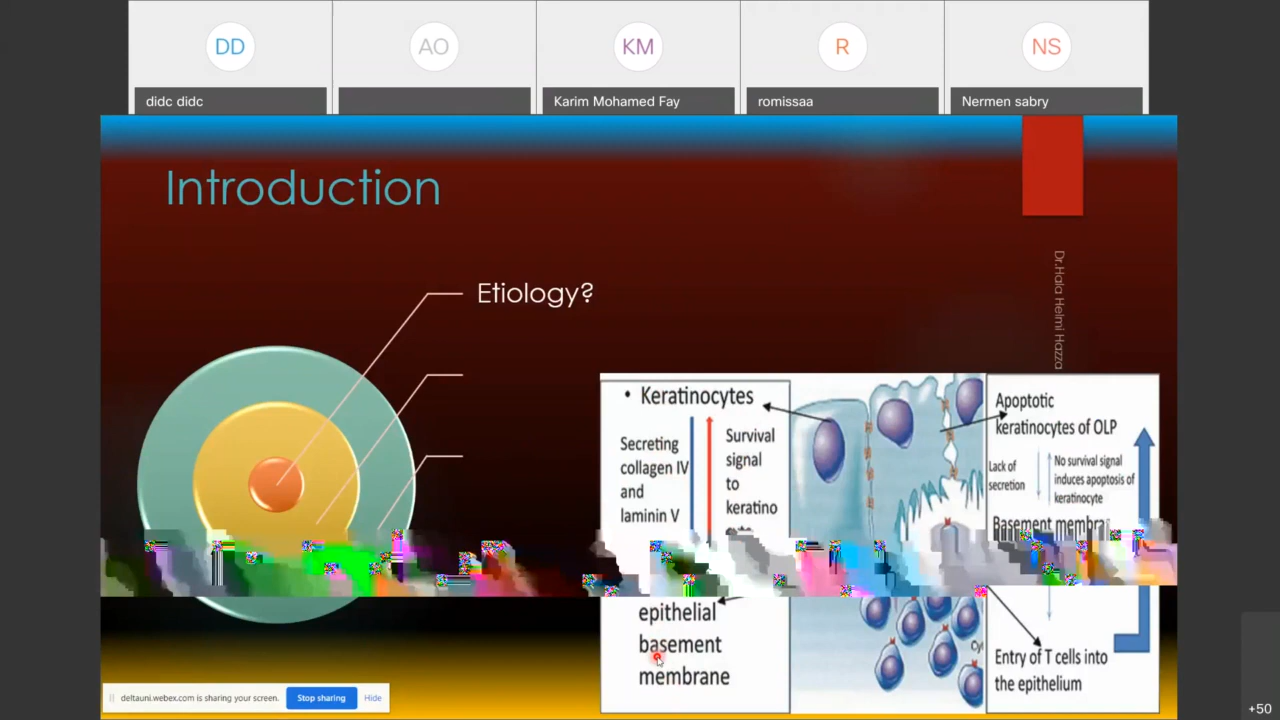 DD
AO
KM
R
NS
didc didc
Karim Mohamed Fay
romissaa
Nermen sabry
Introduction
Dr.Hala Helmi Hazza
Etiology?
• Keratinocytes
Secreting
collagen IV
and
laminin V
Survival
signal
to
keratino
epithelial
basement
membrane
Apoptotic
keratinocytes of OLP
Lack of
secretion
No survival signal
induces apoptosis of
keratinocyte
Basement
Entry of T cells into
the epithelium
deltauni.webex.com is sharing your screen.
Stop sharing
Hide
+50